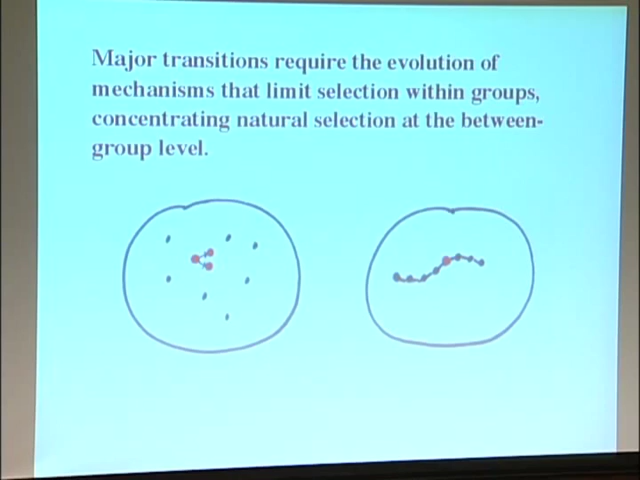 Major transitions require the evolution of
mechanisms that limit selection within groups,
concentrating natural selection at the between-
group level.